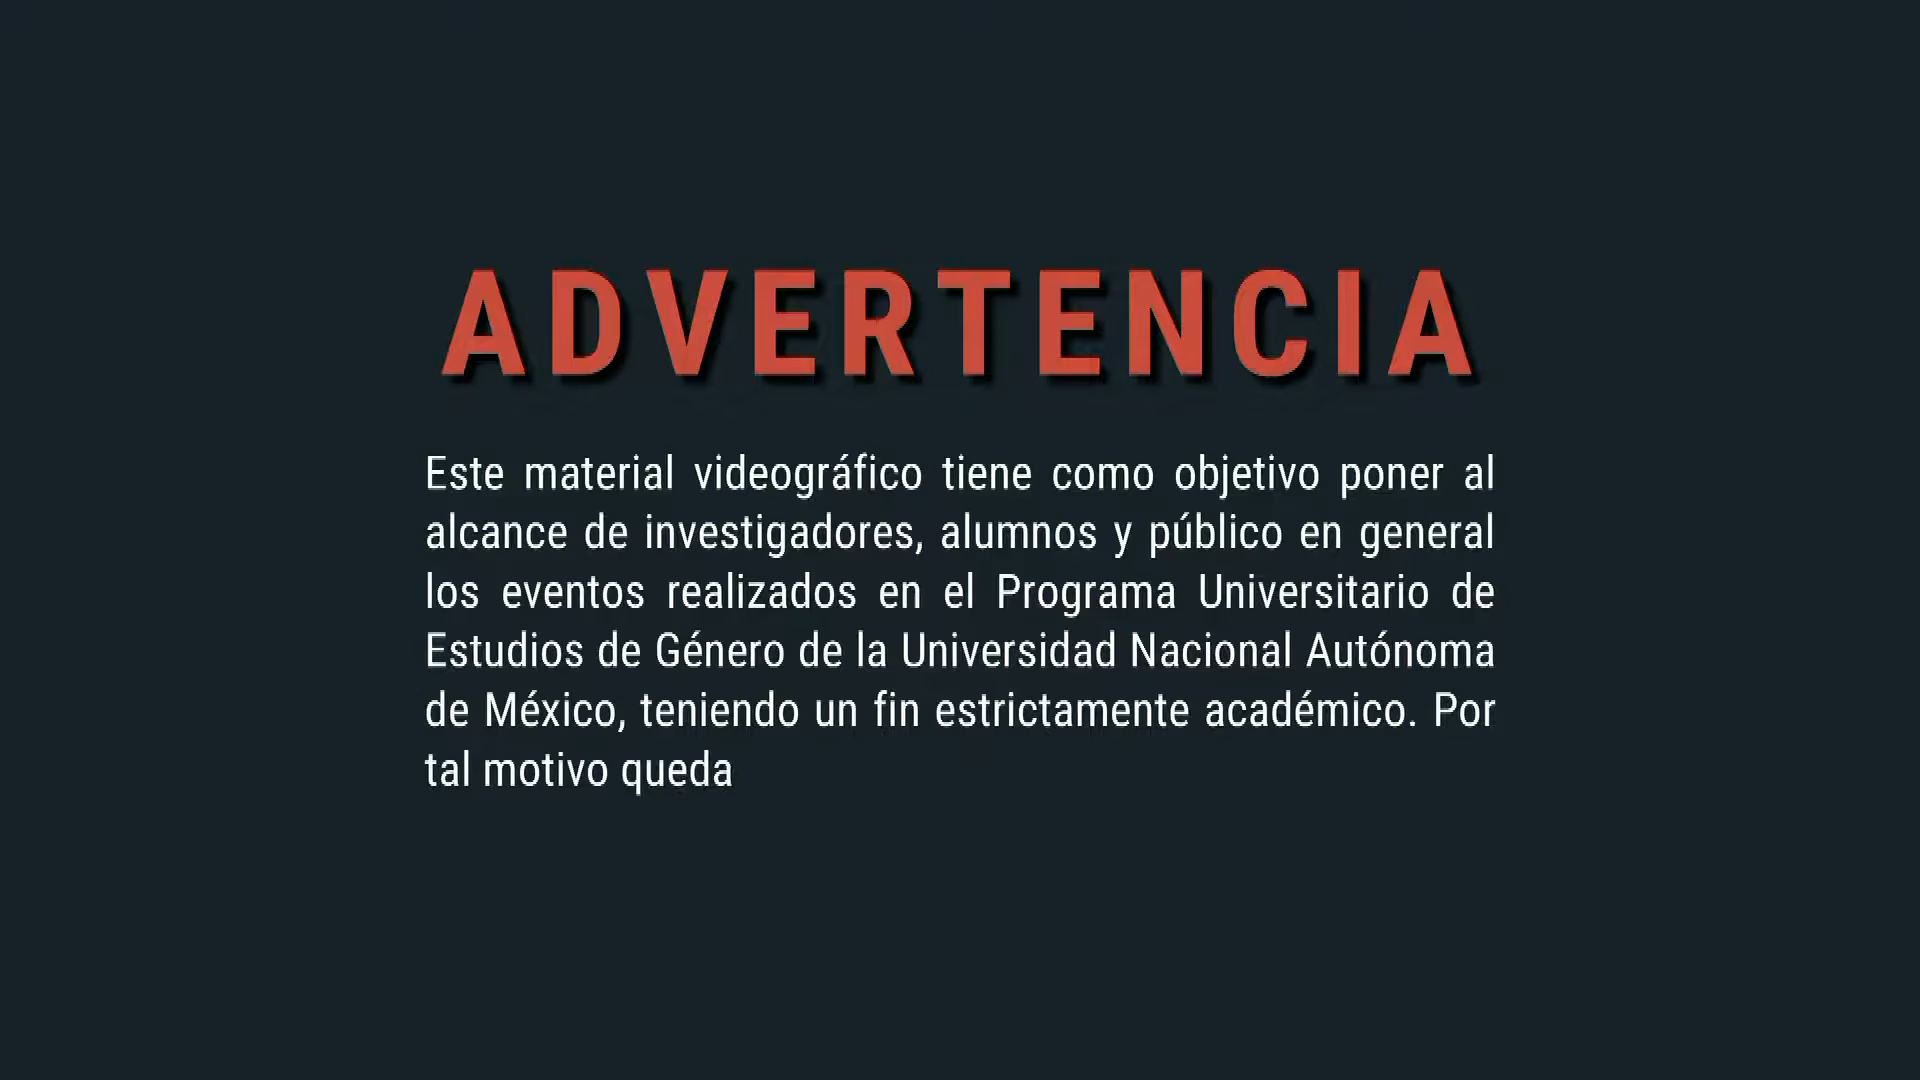 ADVERTENCIA
Este material videográfico tiene como objetivo poner al
alcance de investigadores, alumnos y público en general
los eventos realizados en el Programa Universitario de
Estudios de Género de la Universidad Nacional Autónoma
de México, teniendo un fin estrictamente académico. Por
tal motivo queda